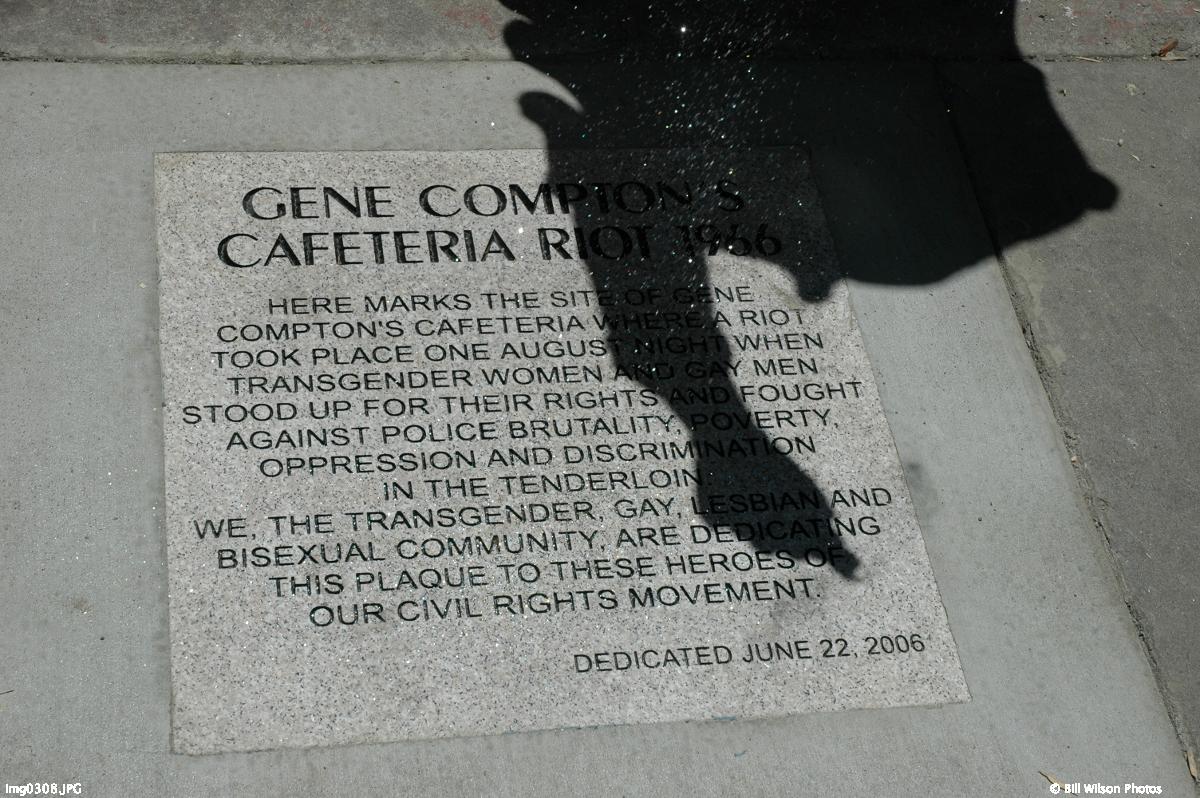 GENE COMPTON'S
CAFETERIA RIOT 1966
HERE MARKS THE SITE OF GENE
COMPTON'S CAFETERIA WHERE A RIOT
TOOK PLACE ONE AUGUST NIGHT WHEN
TRANSGENDER WOMEN AND GAY MEN
STOOD UP FOR THEIR RIGHTS AND FOUGHT
AGAINST POLICE BRUTALITY, POVERTY,
OPPRESSION AND DISCRIMINATION
IN THE TENDERLOIN.
WE, THE TRANSGENDER, GAY, LESBIAN AND
BISEXUAL COMMUNITY, ARE DEDICATING
THIS PLAQUE TO THESE HEROES OF
OUR CIVIL RIGHTS MOVEMENT.
DEDICATED JUNE 22, 2006
Img0308.JPG
© Bill Wilson Photos